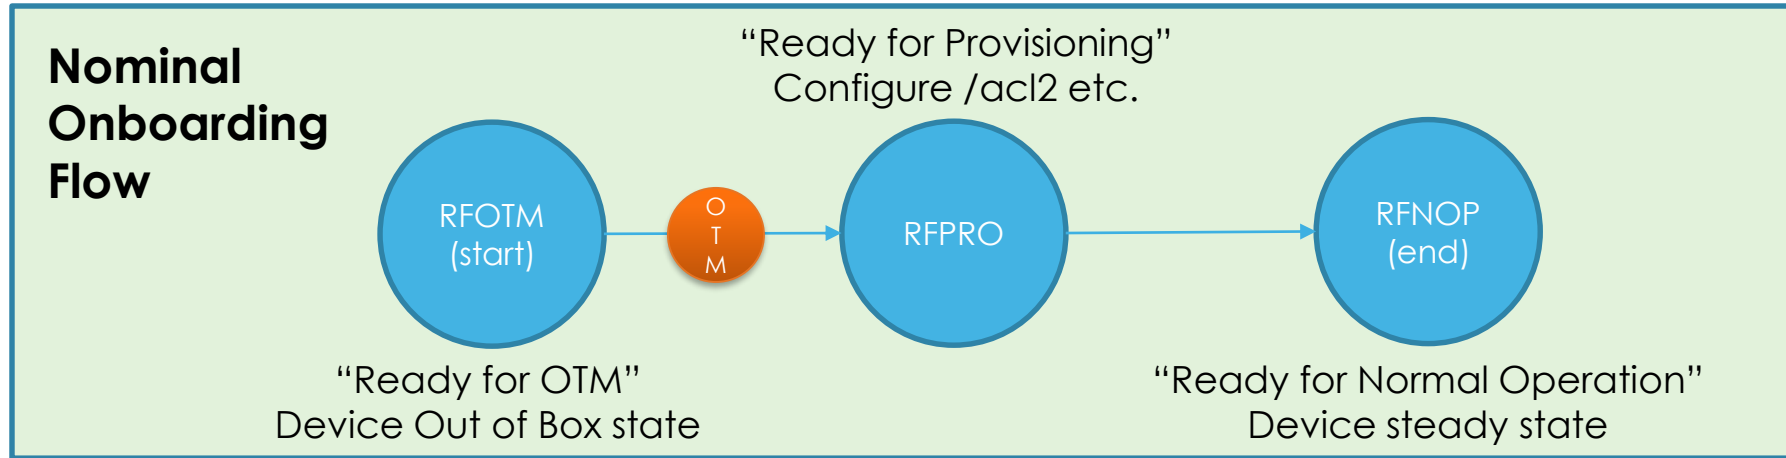 Nominal
Onboarding
Flow
“Ready for Provisioning”
Configure /acl2 etc.
RFOTM
(start)
O
T
M
RFPRO
RFNOP
(end)
“Ready for OTM”
Device Out of Box state
“Ready for Normal Operation”
Device steady state